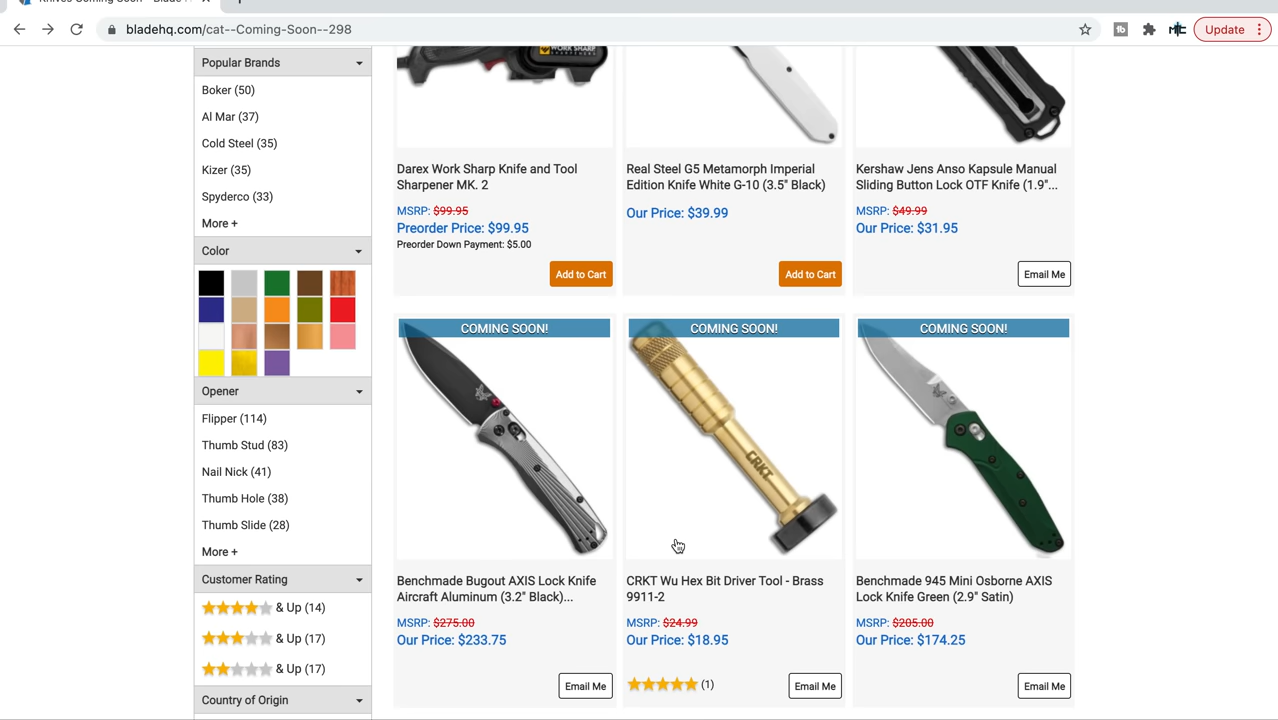 bladehq.com/cat--Coming-Soon--298
Update
Popular Brands
Boker (50)
Al Mar (37)
Cold Steel (35)
Kizer (35)
Spyderco (33)
More +
Color
Opener
Flipper (114)
Thumb Stud (83)
Nail Nick (41)
Thumb Hole (38)
Thumb Slide (28)
More +
Customer Rating
& Up (14)
& Up (17)
& Up (17)
Country of Origin
WORK SHARP
Darex Work Sharp Knife and Tool
Sharpener MK. 2
MSRP: $99.95
Preorder Price: $99.95
Preorder Down Payment: $5.00
Add to Cart
Real Steel G5 Metamorph Imperial
Edition Knife White G-10 (3.5" Black)
Our Price: $39.99
Add to Cart
Kershaw Jens Anso Kapsule Manual
Sliding Button Lock OTF Knife (1.9"...
MSRP: $49.99
Our Price: $31.95
Email Me
COMING SOON!
Benchmade Bugout AXIS Lock Knife
Aircraft Aluminum (3.2" Black)...
MSRP: $275.00
Our Price: $233.75
Email Me
COMING SOON!
CRKT
CRKT Wu Hex Bit Driver Tool - Brass
9911-2
MSRP: $24.99
Our Price: $18.95
(1)
Email Me
COMING SOON!
Benchmade 945 Mini Osborne AXIS
Lock Knife Green (2.9" Satin)
MSRP: $205.00
Our Price: $174.25
Email Me